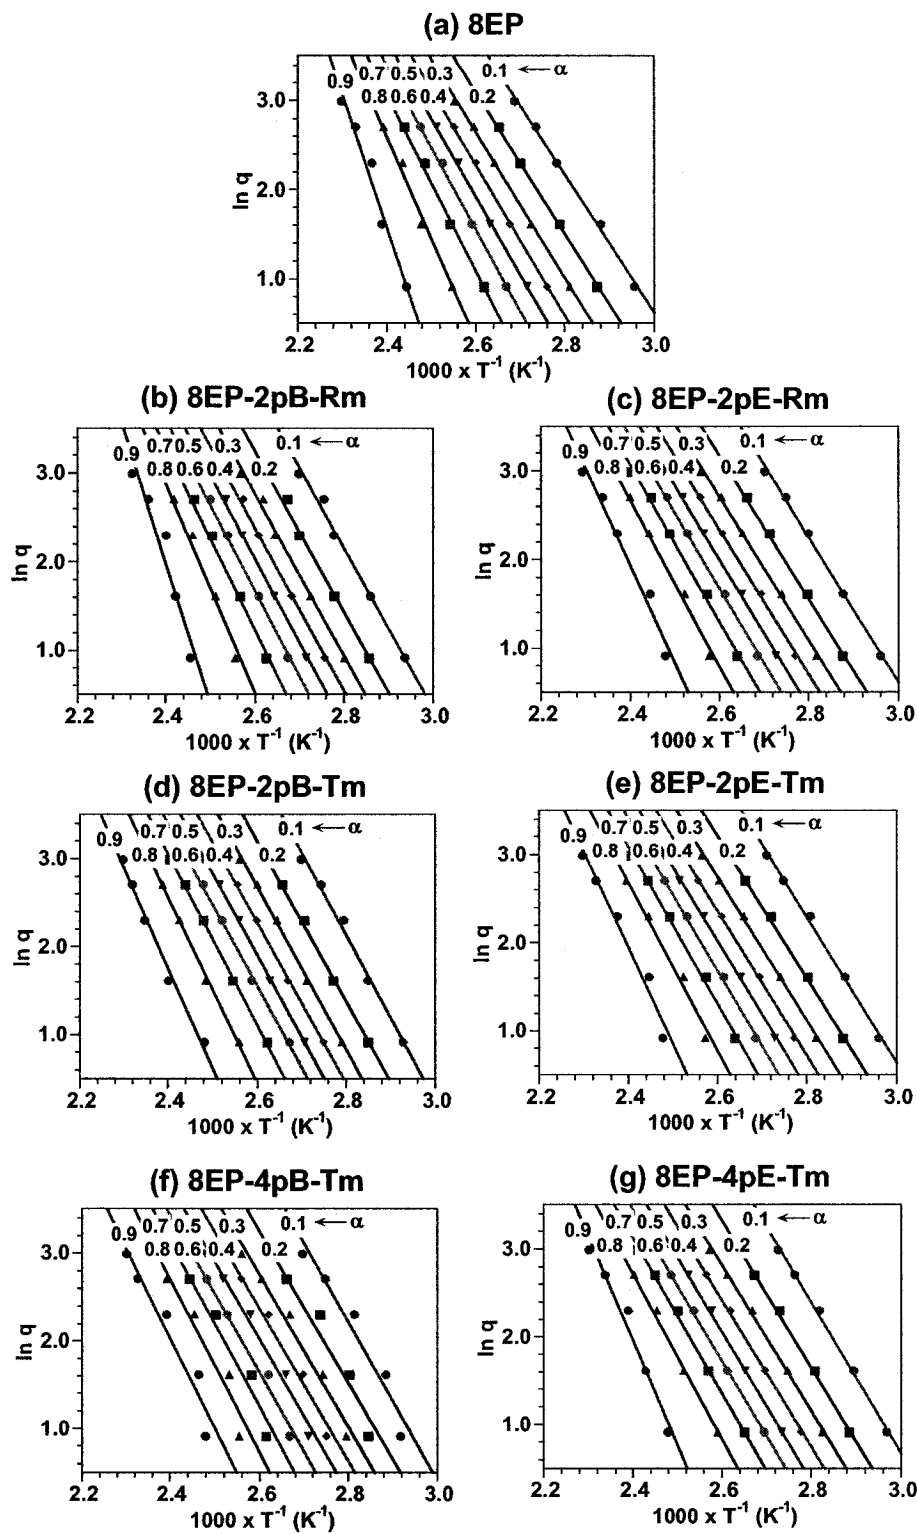 (a) 8EP
0.9 0.7 0.5 0.3 0.1 ← α
0.8 0.6 0.4 0.2
3.0
2.0
1.0
ln q
2.2 2.4 2.6 2.8 3.0
1000 x T⁻¹ (K⁻¹)
(b) 8EP-2pB-Rm
0.9 0.7 0.5 0.3 0.1 ← α
0.8 0.6 0.4 0.2
3.0
2.0
1.0
ln q
2.2 2.4 2.6 2.8 3.0
1000 x T⁻¹ (K⁻¹)
(c) 8EP-2pE-Rm
0.9 0.7 0.5 0.3 0.1 ← α
0.8 0.6 0.4 0.2
3.0
2.0
1.0
ln q
2.2 2.4 2.6 2.8 3.0
1000 x T⁻¹ (K⁻¹)
(d) 8EP-2pB-Tm
0.9 0.7 0.5 0.3 0.1 ← α
0.8 0.6 0.4 0.2
3.0
2.0
1.0
ln q
2.2 2.4 2.6 2.8 3.0
1000 x T⁻¹ (K⁻¹)
(e) 8EP-2pE-Tm
0.9 0.7 0.5 0.3 0.1 ← α
0.8 0.6 0.4 0.2
3.0
2.0
1.0
ln q
2.2 2.4 2.6 2.8 3.0
1000 x T⁻¹ (K⁻¹)
(f) 8EP-4pB-Tm
0.9 0.7 0.5 0.3 0.1 ← α
0.8 0.6 0.4 0.2
3.0
2.0
1.0
ln q
2.2 2.4 2.6 2.8 3.0
1000 x T⁻¹ (K⁻¹)
(g) 8EP-4pE-Tm
0.9 0.7 0.5 0.3 0.1 ← α
0.8 0.6 0.4 0.2
3.0
2.0
1.0
ln q
2.2 2.4 2.6 2.8 3.0
1000 x T⁻¹ (K⁻¹)